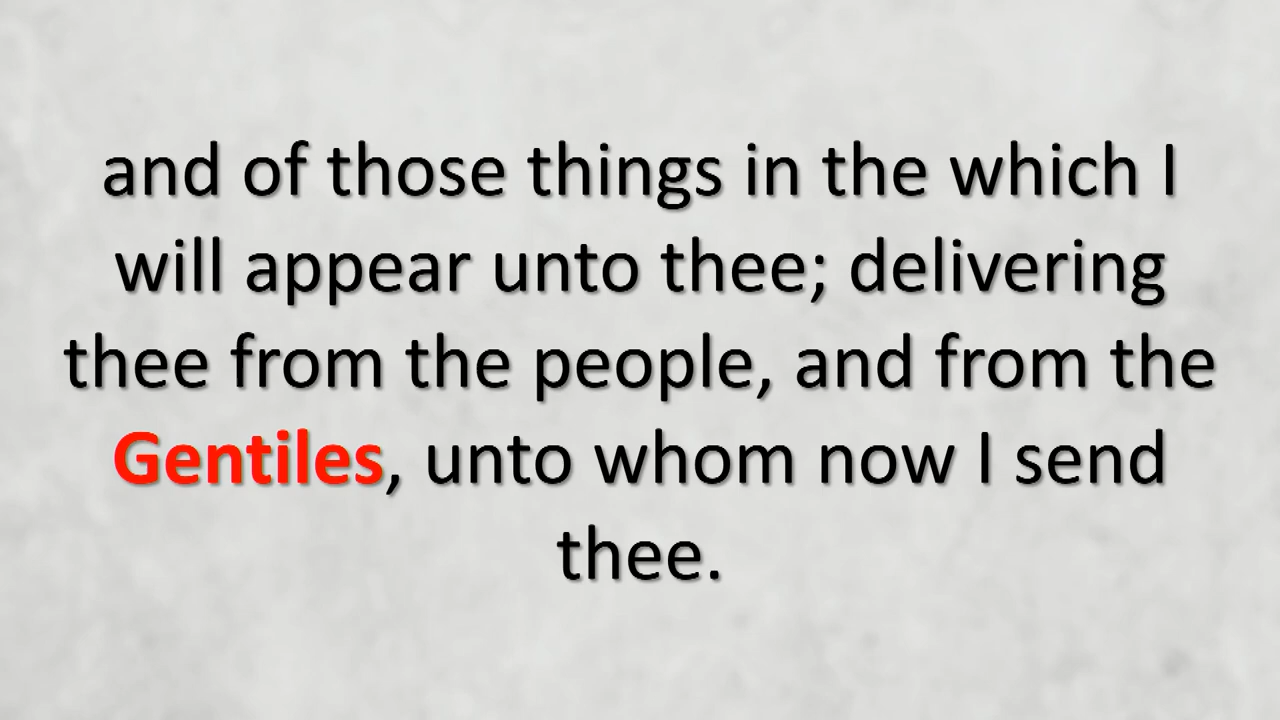 and of those things in the which I
will appear unto thee; delivering
thee from the people, and from the
Gentiles, unto whom now I send
thee.